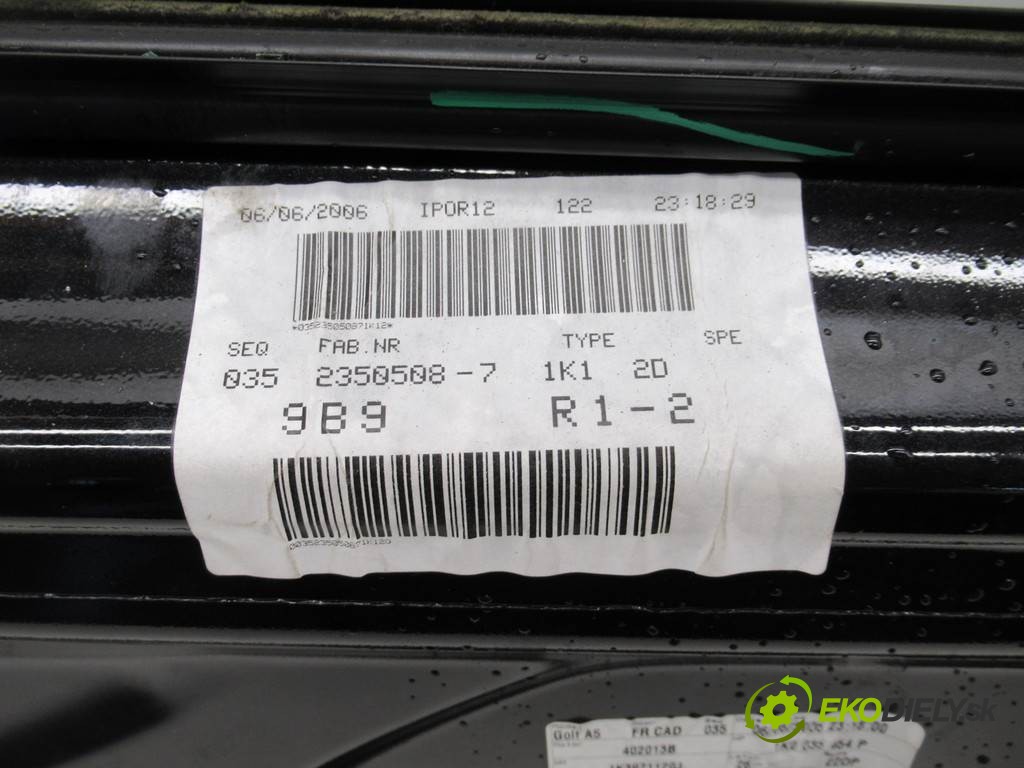 06/06/2006 IPOR12 122 23:18:29
*035235050871K12*
SEQ FAB.NR TYPE SPE
035 2350508-7 1K1 2D
9B9 R1-2
Golf A5 FR CAD 035
402013B
EKODIELY.sk